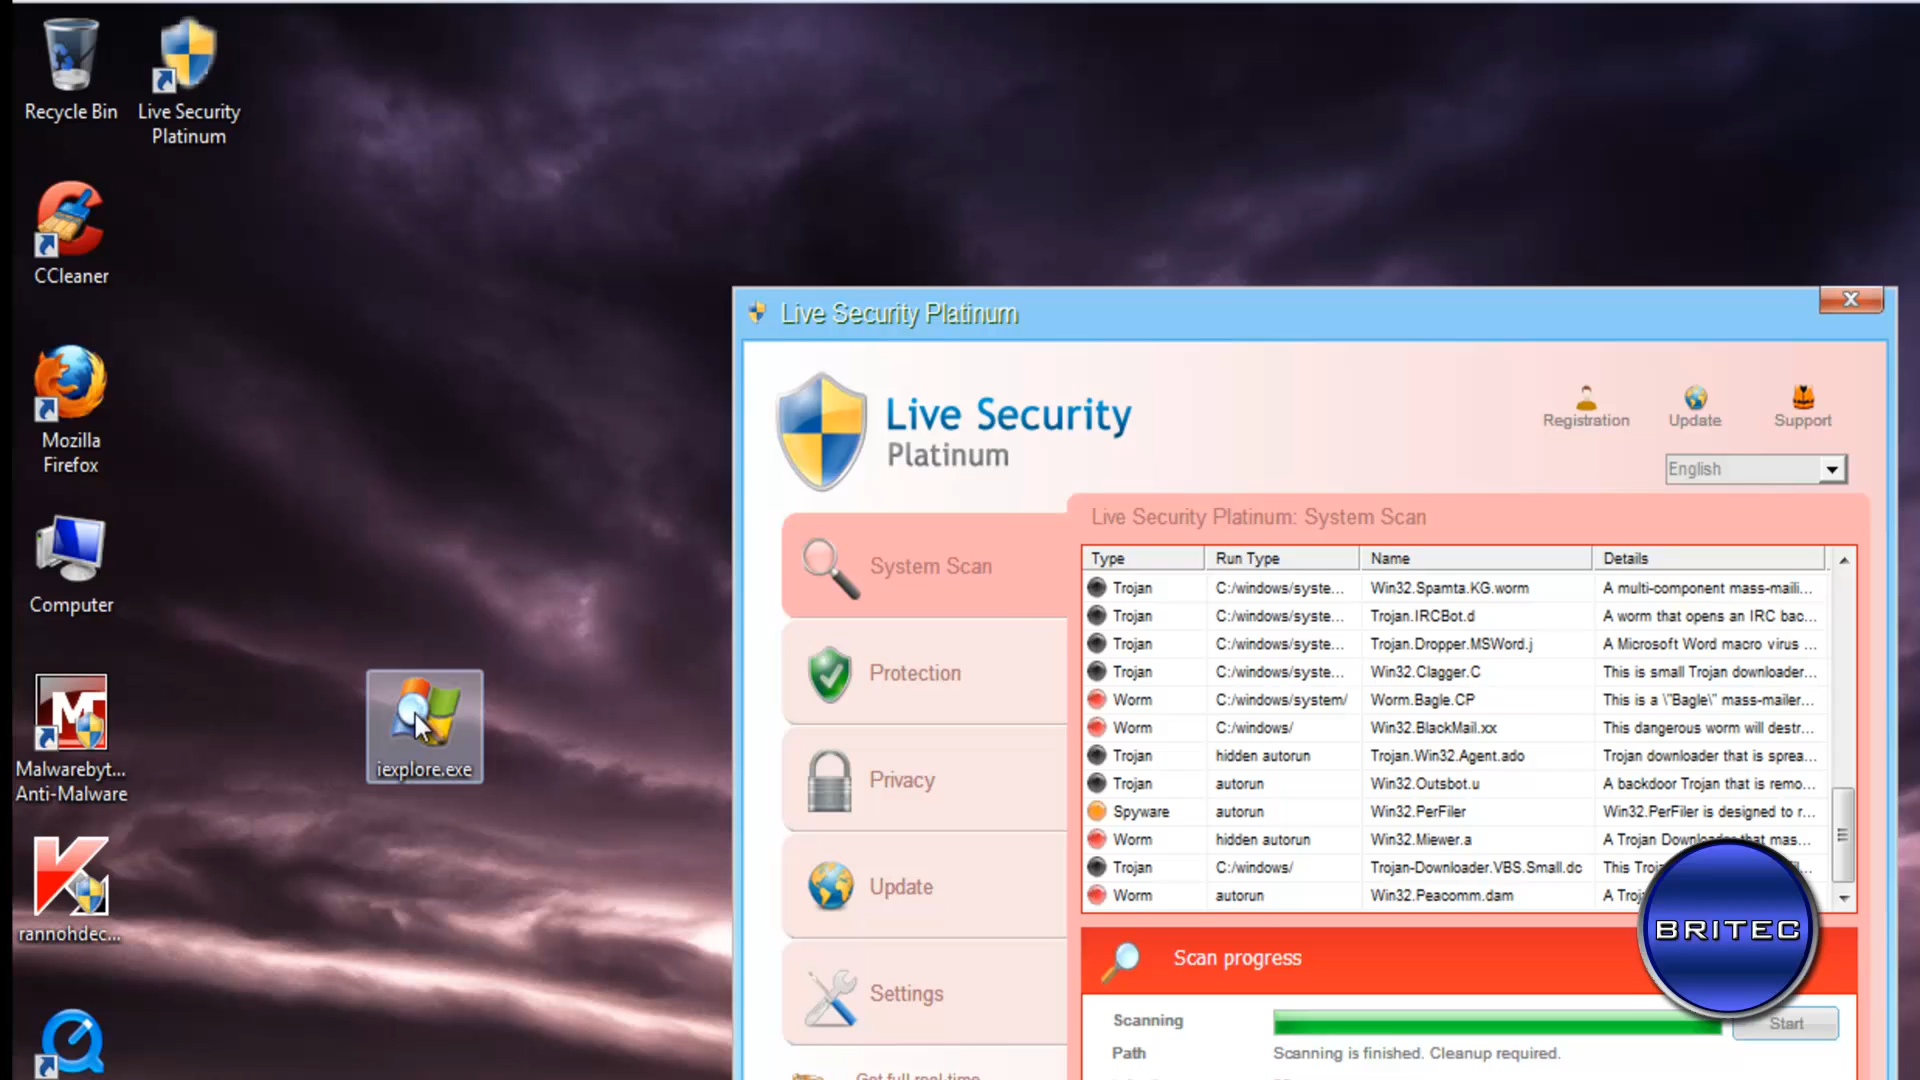 Recycle Bin
Live Security
Platinum
CCleaner
Mozilla
Firefox
Computer
Malwarebyt...
Anti-Malware
rannohdec...
iexplore.exe
Live Security Platinum
X
Live Security
Platinum
Registration
Update
Support
English
System Scan
Protection
Privacy
Update
Settings
Live Security Platinum: System Scan
Type Run Type Name Details
Trojan C:/windows/syste... Win32.Spamta.KG.worm A multi-component mass-maili...
Trojan C:/windows/syste... Trojan.IRCBot.d A worm that opens an IRC bac...
Trojan C:/windows/syste... Trojan.Dropper.MSWord.j A Microsoft Word macro virus ...
Trojan C:/windows/syste... Win32.Clagger.C This is small Trojan downloader...
Worm C:/windows/system/ Worm.Bagle.CP This is a \"Bagle\" mass-mailer...
Worm C:/windows/ Win32.BlackMail.xx This dangerous worm will destr...
Trojan hidden autorun Trojan.Win32.Agent.ado Trojan downloader that is sprea...
Trojan autorun Win32.Outsbot.u A backdoor Trojan that is remo...
Spyware autorun Win32.PerFiler Win32.PerFiler is designed to r...
Worm hidden autorun Win32.Miewer.a A Trojan Downloader that mas...
Trojan C:/windows/ Trojan-Downloader.VBS.Small.dc This
Worm autorun Win32.Peacomm.dam A
BRITEC
Scan progress
Scanning
Start
Path Scanning is finished. Cleanup required.